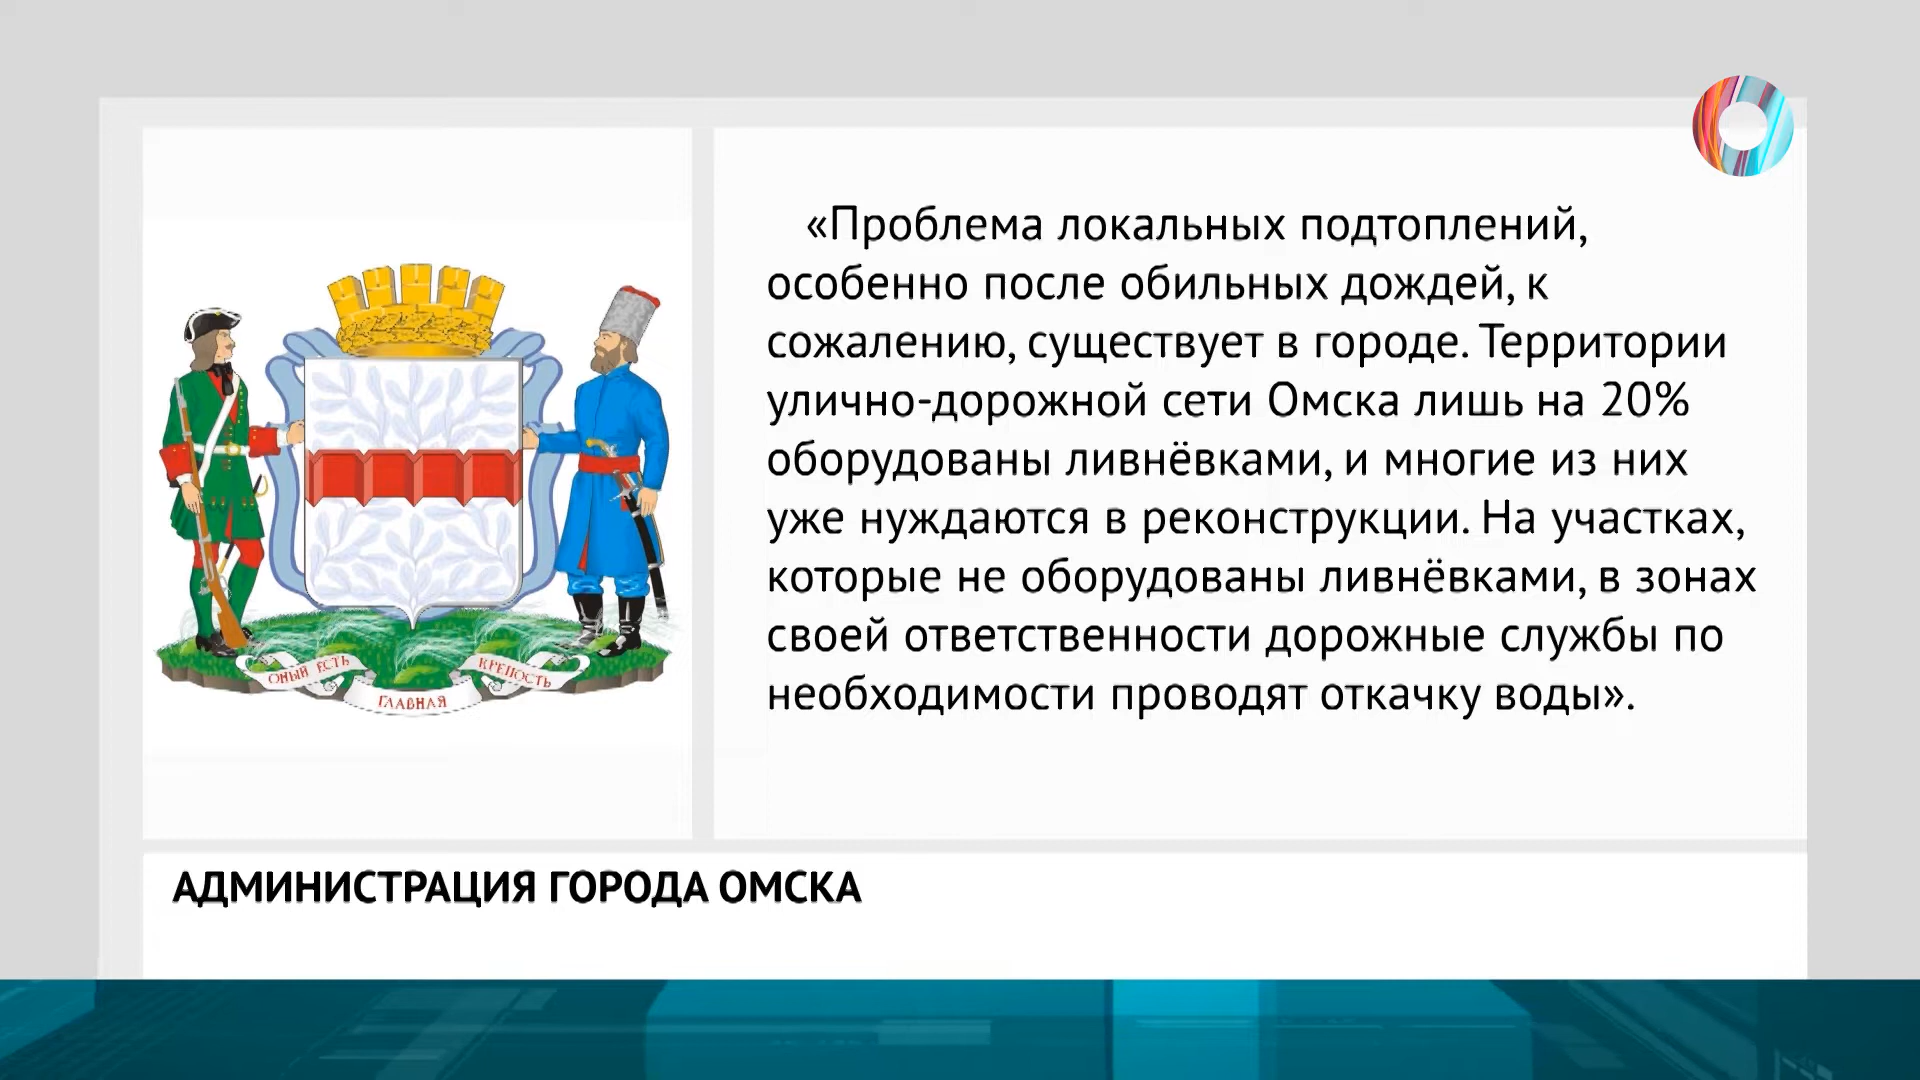 «Проблема локальных подтоплений,
особенно после обильных дождей, к
сожалению, существует в городе. Территории
улично-дорожной сети Омска лишь на 20%
оборудованы ливнёвками, и многие из них
уже нуждаются в реконструкции. На участках,
которые не оборудованы ливнёвками, в зонах
своей ответственности дорожные службы по
необходимости проводят откачку воды».
ОНЫЙ ЕСТЬ
ГЛАВНАЯ
КРЕПОСТЬ
АДМИНИСТРАЦИЯ ГОРОДА ОМСКА